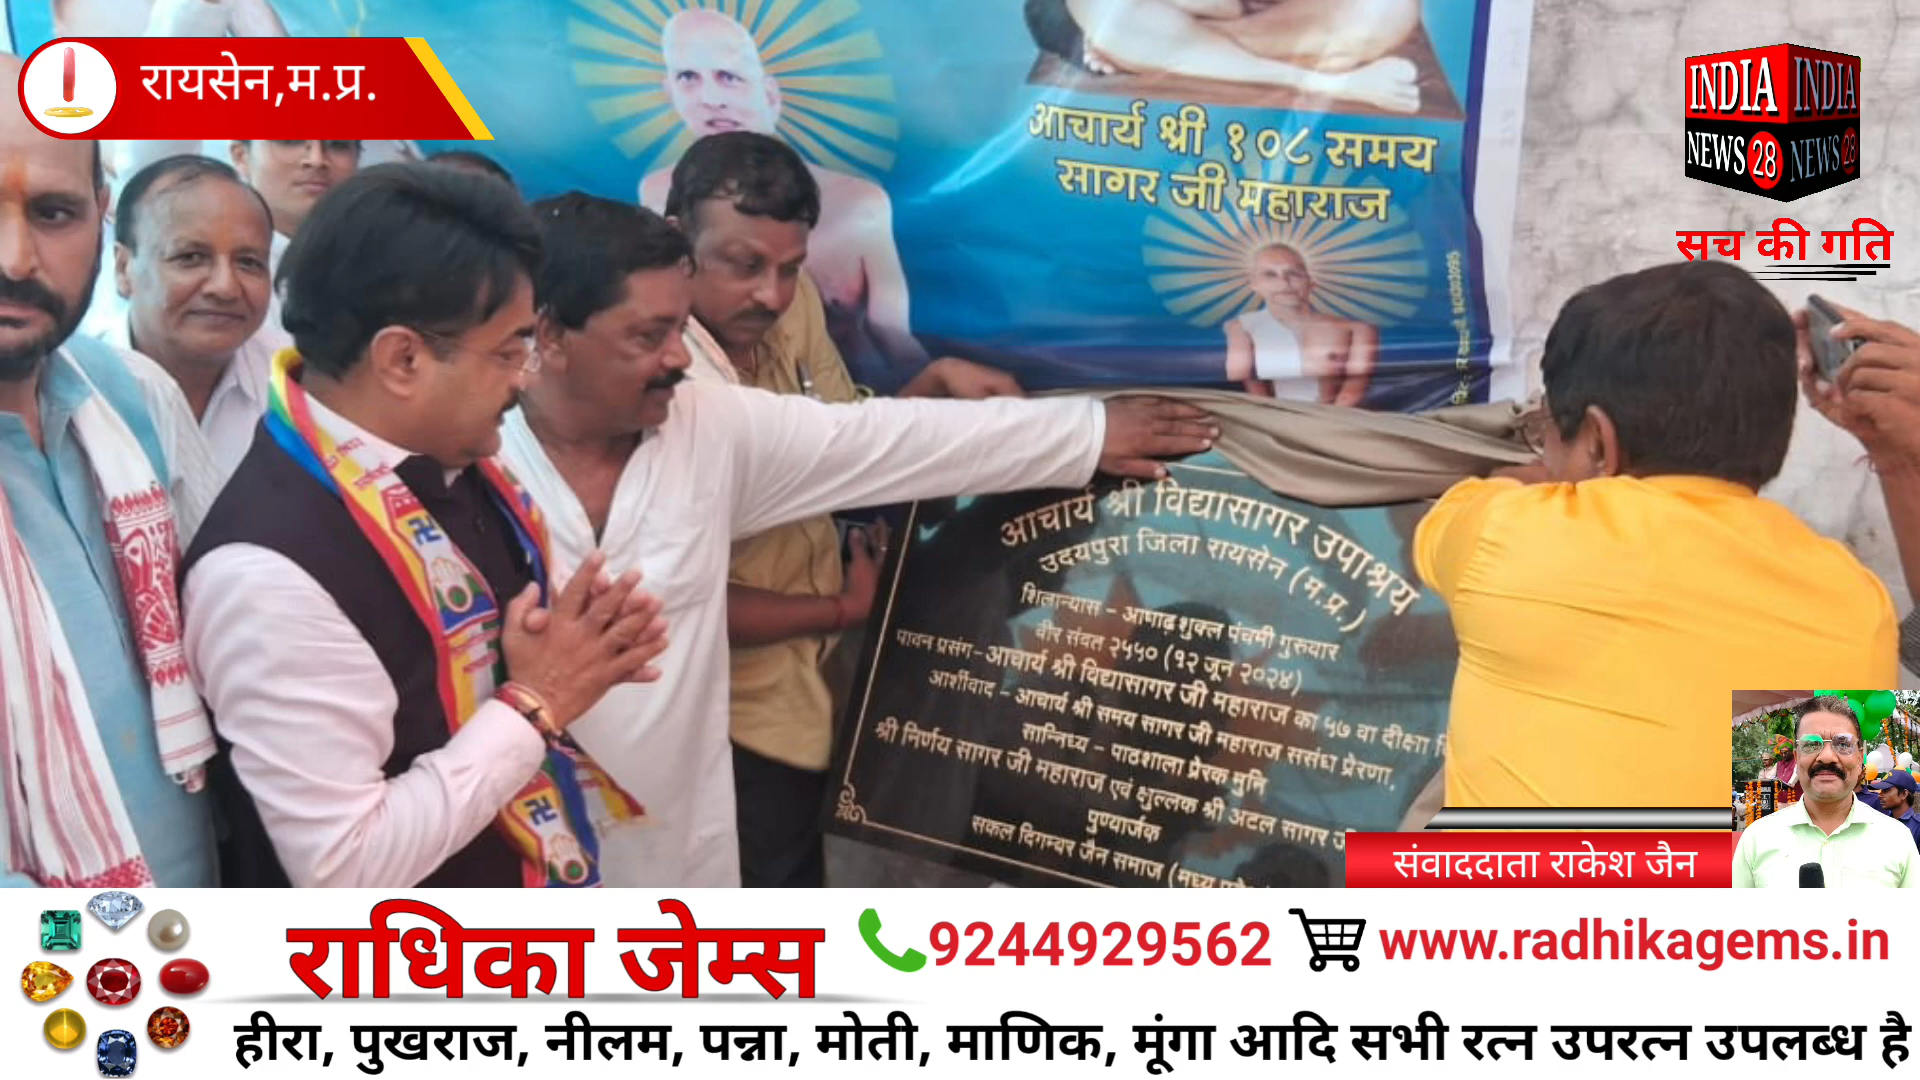 रायसेन,म.प्र.
INDIA
NEWS 28
INDIA
NEWS 28
सच की गति
आचार्य श्री १०८ समय
सागर जी महाराज
आचार्य श्री विद्यासागर उपाश्रय
उदयपुरा जिला रायसेन (म.प्र.)
शिलान्यास - आषाढ़ शुक्ल पंचमी गुरुवार
वीर संवत २५५० (१२ जून २०२४)
पावन प्रसंग-आचार्य श्री विद्यासागर जी महाराज का ५७ वा दीक्षा
आर्शीवाद - आचार्य श्री समय सागर जी महाराज ससंघ प्रेरणा,
सान्निध्य - पाठशाला प्रेरक मुनि
श्री निर्णय सागर जी महाराज एवं क्षुल्लक श्री अटल सागर
पुण्यार्जक
सकल दिगम्बर जैन समाज (मध्य
संवाददाता राकेश जैन
राधिका जेम्स
9244929562
www.radhikagems.in
हीरा, पुखराज, नीलम, पन्ना, मोती, माणिक, मूंगा आदि सभी रत्न उपरत्न उपलब्ध है